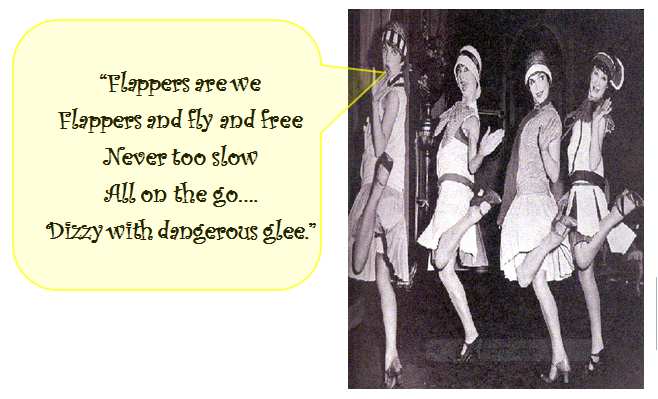 “Flappers are we
Flappers and fly and free
Never too slow
All on the go....
Dizzy with dangerous glee.”